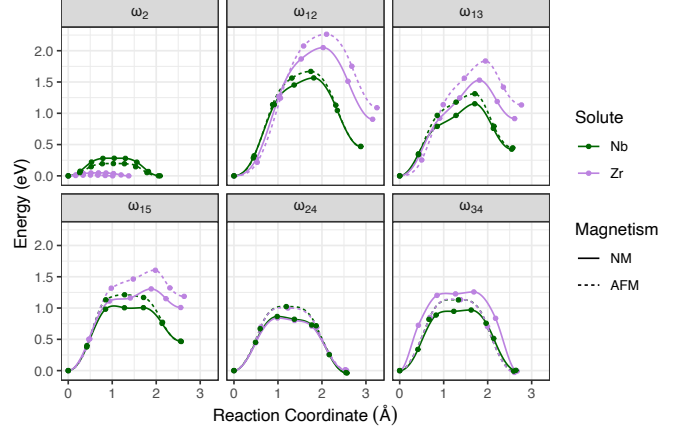 ω₂ ω₁₂ ω₁₃
2.0
1.5
1.0
0.5
0.0
ω₁₅ ω₂₄ ω₃₄
2.0
1.5
1.0
0.5
0.0
0 1 2 3 0 1 2 3 0 1 2 3
Reaction Coordinate (Å)
Energy (eV)
Solute
Nb
Zr
Magnetism
NM
AFM